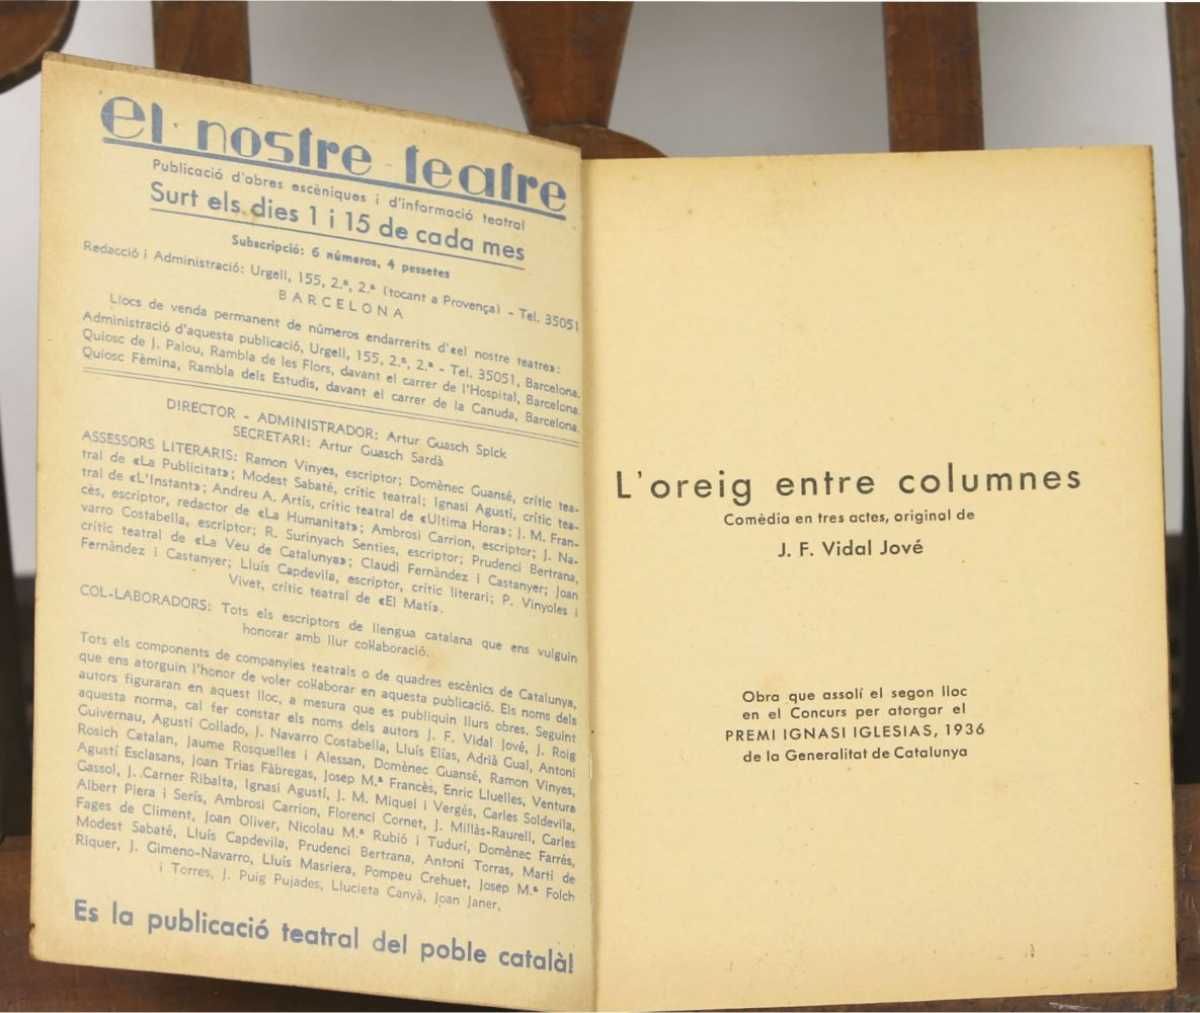 el nostre teatre
Publicació d'obres escèniques i d'informació teatral
Surt els dies 1 i 15 de cada mes
Subscripció: 6 números, 4 pessetes
Redacció i Administració: Urgell, 155, 2.ª, 2.ª (tocant a Provença) - Tel. 35051
BARCELONA
Llocs de venda permanent de números endarrerits d'«el nostre teatre»:
Administració d'aquesta publicació, Urgell, 155, 2.ª, 2.ª - Tel. 35051, Barcelona.
Quiosc de J. Palou, Rambla de les Flors, davant el carrer de l'Hospital, Barcelona.
Quiosc Fèmina, Rambla dels Estudis, davant el carrer de la Canuda, Barcelona.
DIRECTOR - ADMINISTRADOR: Artur Guasch Spick
SECRETARI: Artur Guasch Sardà
ASSESSORS LITERARIS: Ramon Vinyes, escriptor; Domènec Guansé, crític tea-
tral de «La Publicitat»; Modest Sabaté, crític teatral; Ignasi Agustí, crític tea-
tral de «L'Instant»; Andreu A. Artís, crític teatral de «Ultima Hora»; J. M. Fran-
cès, escriptor, redactor de «La Humanitat»; Ambrosi Carrion, escriptor; J. Na-
varro Costabella, escriptor; R. Surinyach Senties, escriptor; Prudenci Bertrana,
crític teatral de «La Veu de Catalunya»; Claudi Fernàndez i Castanyer; Joan
Fernàndez i Castanyer; Lluís Capdevila, escriptor, crític literari; P. Vinyoles i
Vivet, crític teatral de «El Matí».
COL-LABORADORS: Tots els escriptors de llengua catalana que ens vulguin
honorar amb llur col·laboració.
Tots els components de companyies teatrals o de quadres escènics de Catalunya,
que ens atorguin l'honor de voler col·laborar en aquesta publicació. Els noms dels
autors figuraran en aquest lloc, a mesura que es publiquin llurs obres. Seguint
aquesta norma, cal fer constar els noms dels autors J. F. Vidal Jové, J. Roig
Guivernau, Agustí Collado, J. Navarro Costabella, Lluís Elías, Adrià Gual, Antoni
Rosich Catalan, Jaume Rosquelles i Alessan, Domènec Guansé, Ramon Vinyes,
Agustí Esclasans, Joan Trias Fàbregas, Josep M.ª Francès, Enric Lluelles, Ventura
Gassol, J. Carner Ribalta, Ignasi Agustí, J. M. Miquel i Vergés, Carles Soldevila,
Albert Piera i Serís, Ambrosi Carrion, Florenci Cornet, J. Millàs-Raurell, Carles
Fages de Climent, Joan Oliver, Nicolau M.ª Rubió i Tudurí, Domènec Farrés,
Modest Sabaté, Lluís Capdevila, Prudenci Bertrana, Antoni Torras, Martí de
Riquer, J. Gimeno-Navarro, Lluís Masriera, Pompeu Crehuet, Josep M.ª Folch
i Torres, J. Puig Pujades, Llucieta Canyà, Joan Janer,
Es la publicació teatral del poble català!
L'oreig entre columnes
Comèdia en tres actes, original de
J. F. Vidal Jové
Obra que assolí el segon lloc
en el Concurs per atorgar el
PREMI IGNASI IGLESIAS, 1936
de la Generalitat de Catalunya